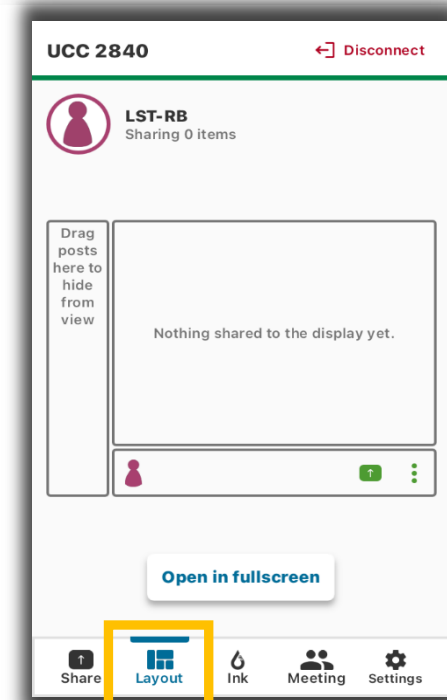 UCC 2840
Disconnect
LST-RB
Sharing 0 items
Drag
posts
here to
hide
from
view
Nothing shared to the display yet.
Open in fullscreen
Share
Layout
Ink
Meeting
Settings